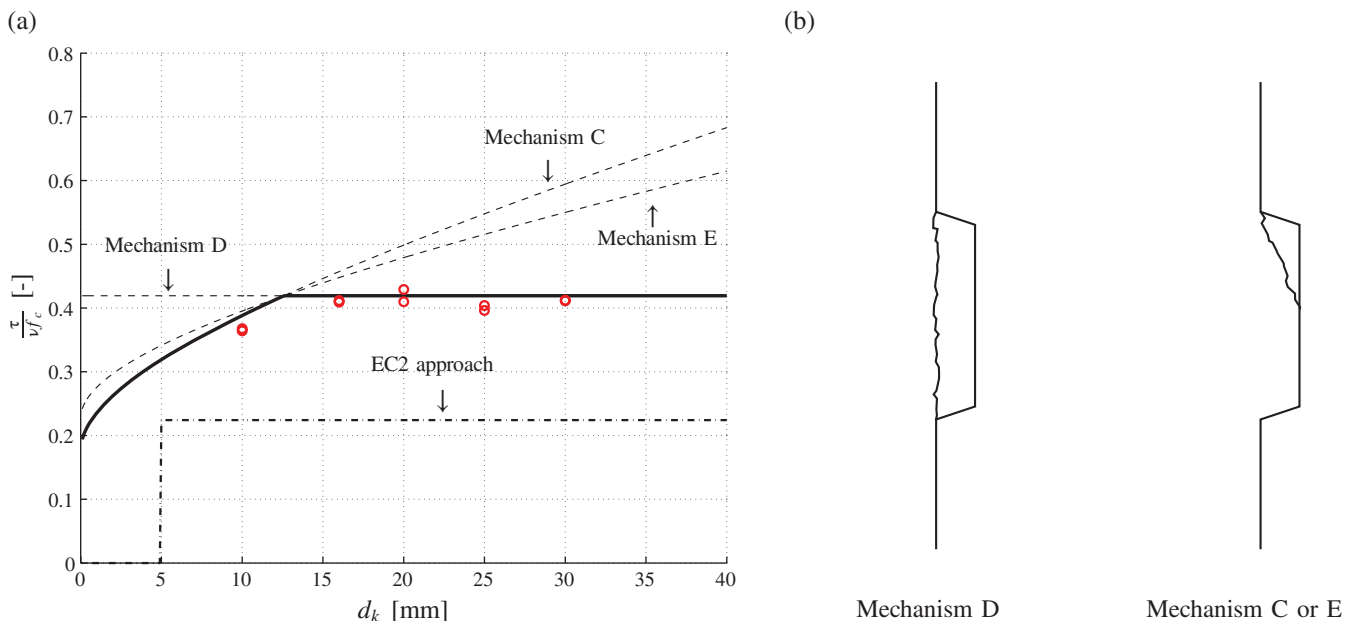 (a)
(b)
0.8
0.7
0.6
0.5
0.4
0.3
0.2
0.1
0
τ/νf_c [-]
Mechanism C
Mechanism E
Mechanism D
EC2 approach
0 5 10 15 20 25 30 35 40
d_k [mm]
Mechanism D
Mechanism C or E